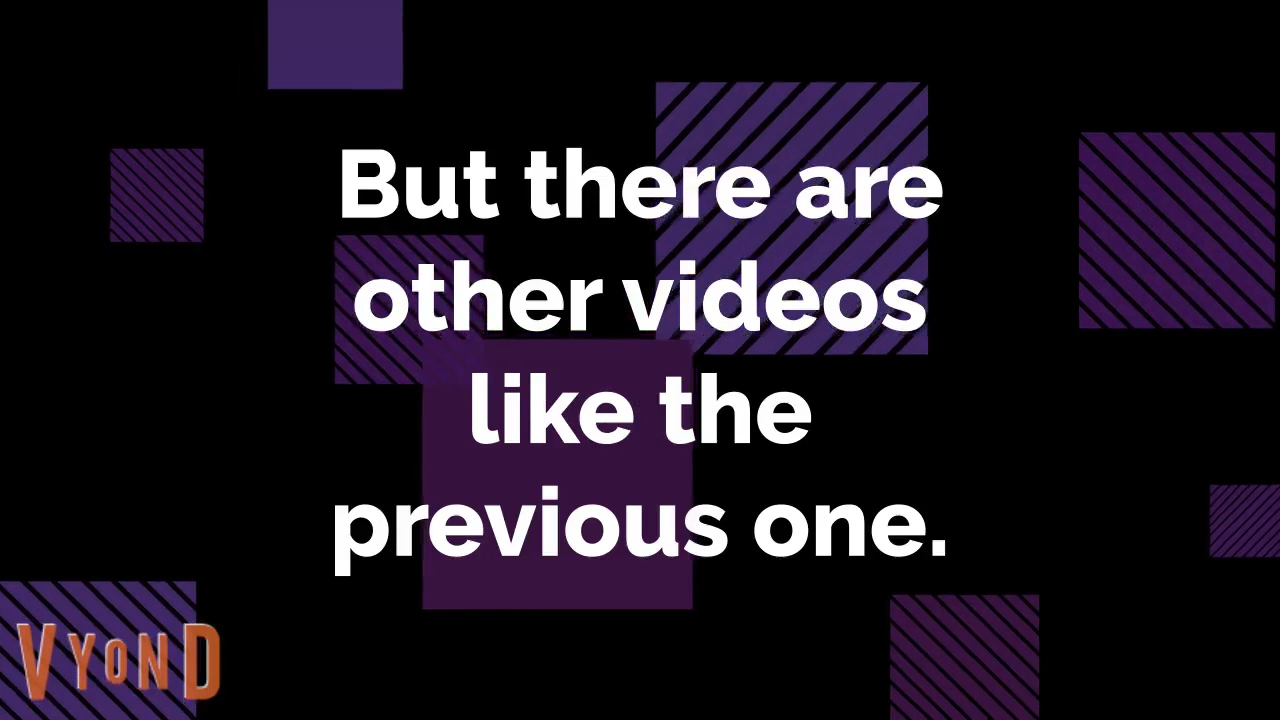 But there are
other videos
like the
previous one.
VYOND